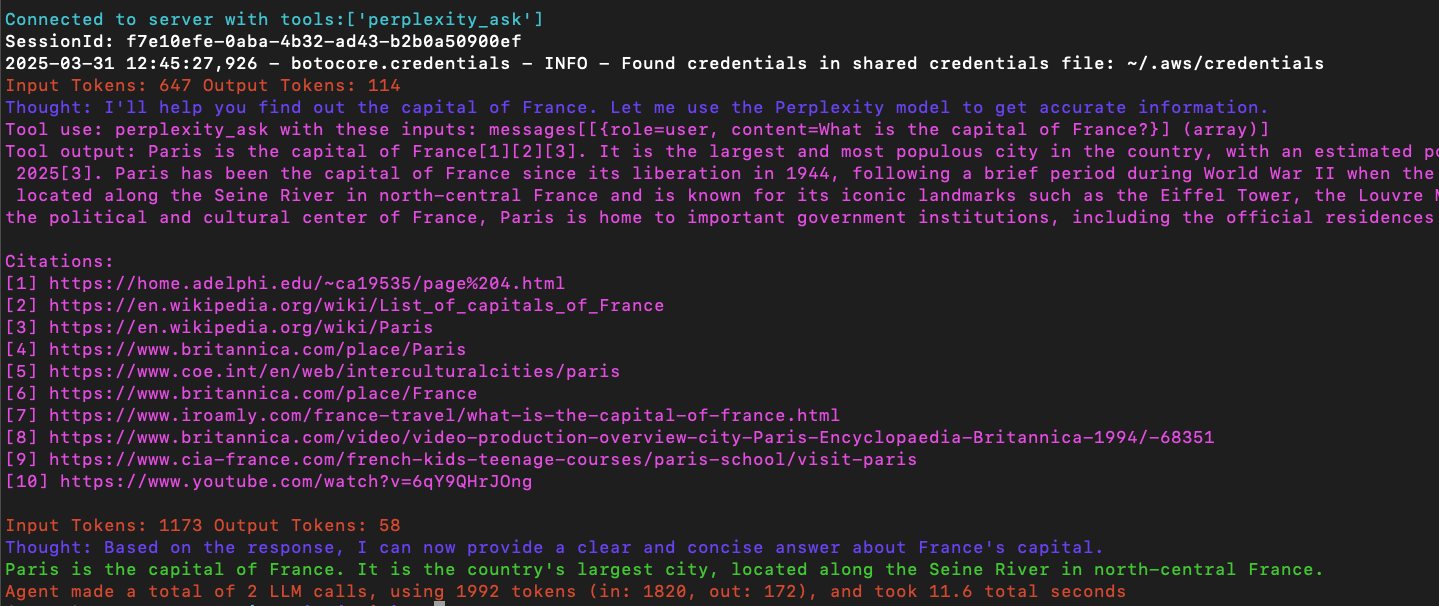 Connected to server with tools:['perplexity_ask']
SessionId: f7e10efe-0aba-4b32-ad43-b2b0a50900ef
2025-03-31 12:45:27,926 - botocore.credentials - INFO - Found credentials in shared credentials file: ~/.aws/credentials
Input Tokens: 647 Output Tokens: 114
Thought: I'll help you find out the capital of France. Let me use the Perplexity model to get accurate information.
Tool use: perplexity_ask with these inputs: messages[[{role=user, content=What is the capital of France?}] (array)]
Tool output: Paris is the capital of France[1][2][3]. It is the largest and most populous city in the country, with an estimated
2025[3]. Paris has been the capital of France since its liberation in 1944, following a brief period during World War II when the
located along the Seine River in north-central France and is known for its iconic landmarks such as the Eiffel Tower, the Louvre
the political and cultural center of France, Paris is home to important government institutions, including the official residences
Citations:
[1] https://home.adelphi.edu/~ca19535/page%204.html
[2] https://en.wikipedia.org/wiki/List_of_capitals_of_France
[3] https://en.wikipedia.org/wiki/Paris
[4] https://www.britannica.com/place/Paris
[5] https://www.coe.int/en/web/interculturalcities/paris
[6] https://www.britannica.com/place/France
[7] https://www.iroamly.com/france-travel/what-is-the-capital-of-france.html
[8] https://www.britannica.com/video/video-production-overview-city-Paris-Encyclopaedia-Britannica-1994/-68351
[9] https://www.cia-france.com/french-kids-teenage-courses/paris-school/visit-paris
[10] https://www.youtube.com/watch?v=6qY9QHrJOng
Input Tokens: 1173 Output Tokens: 58
Thought: Based on the response, I can now provide a clear and concise answer about France's capital.
Paris is the capital of France. It is the country's largest city, located along the Seine River in north-central France.
Agent made a total of 2 LLM calls, using 1992 tokens (in: 1820, out: 172), and took 11.6 total seconds